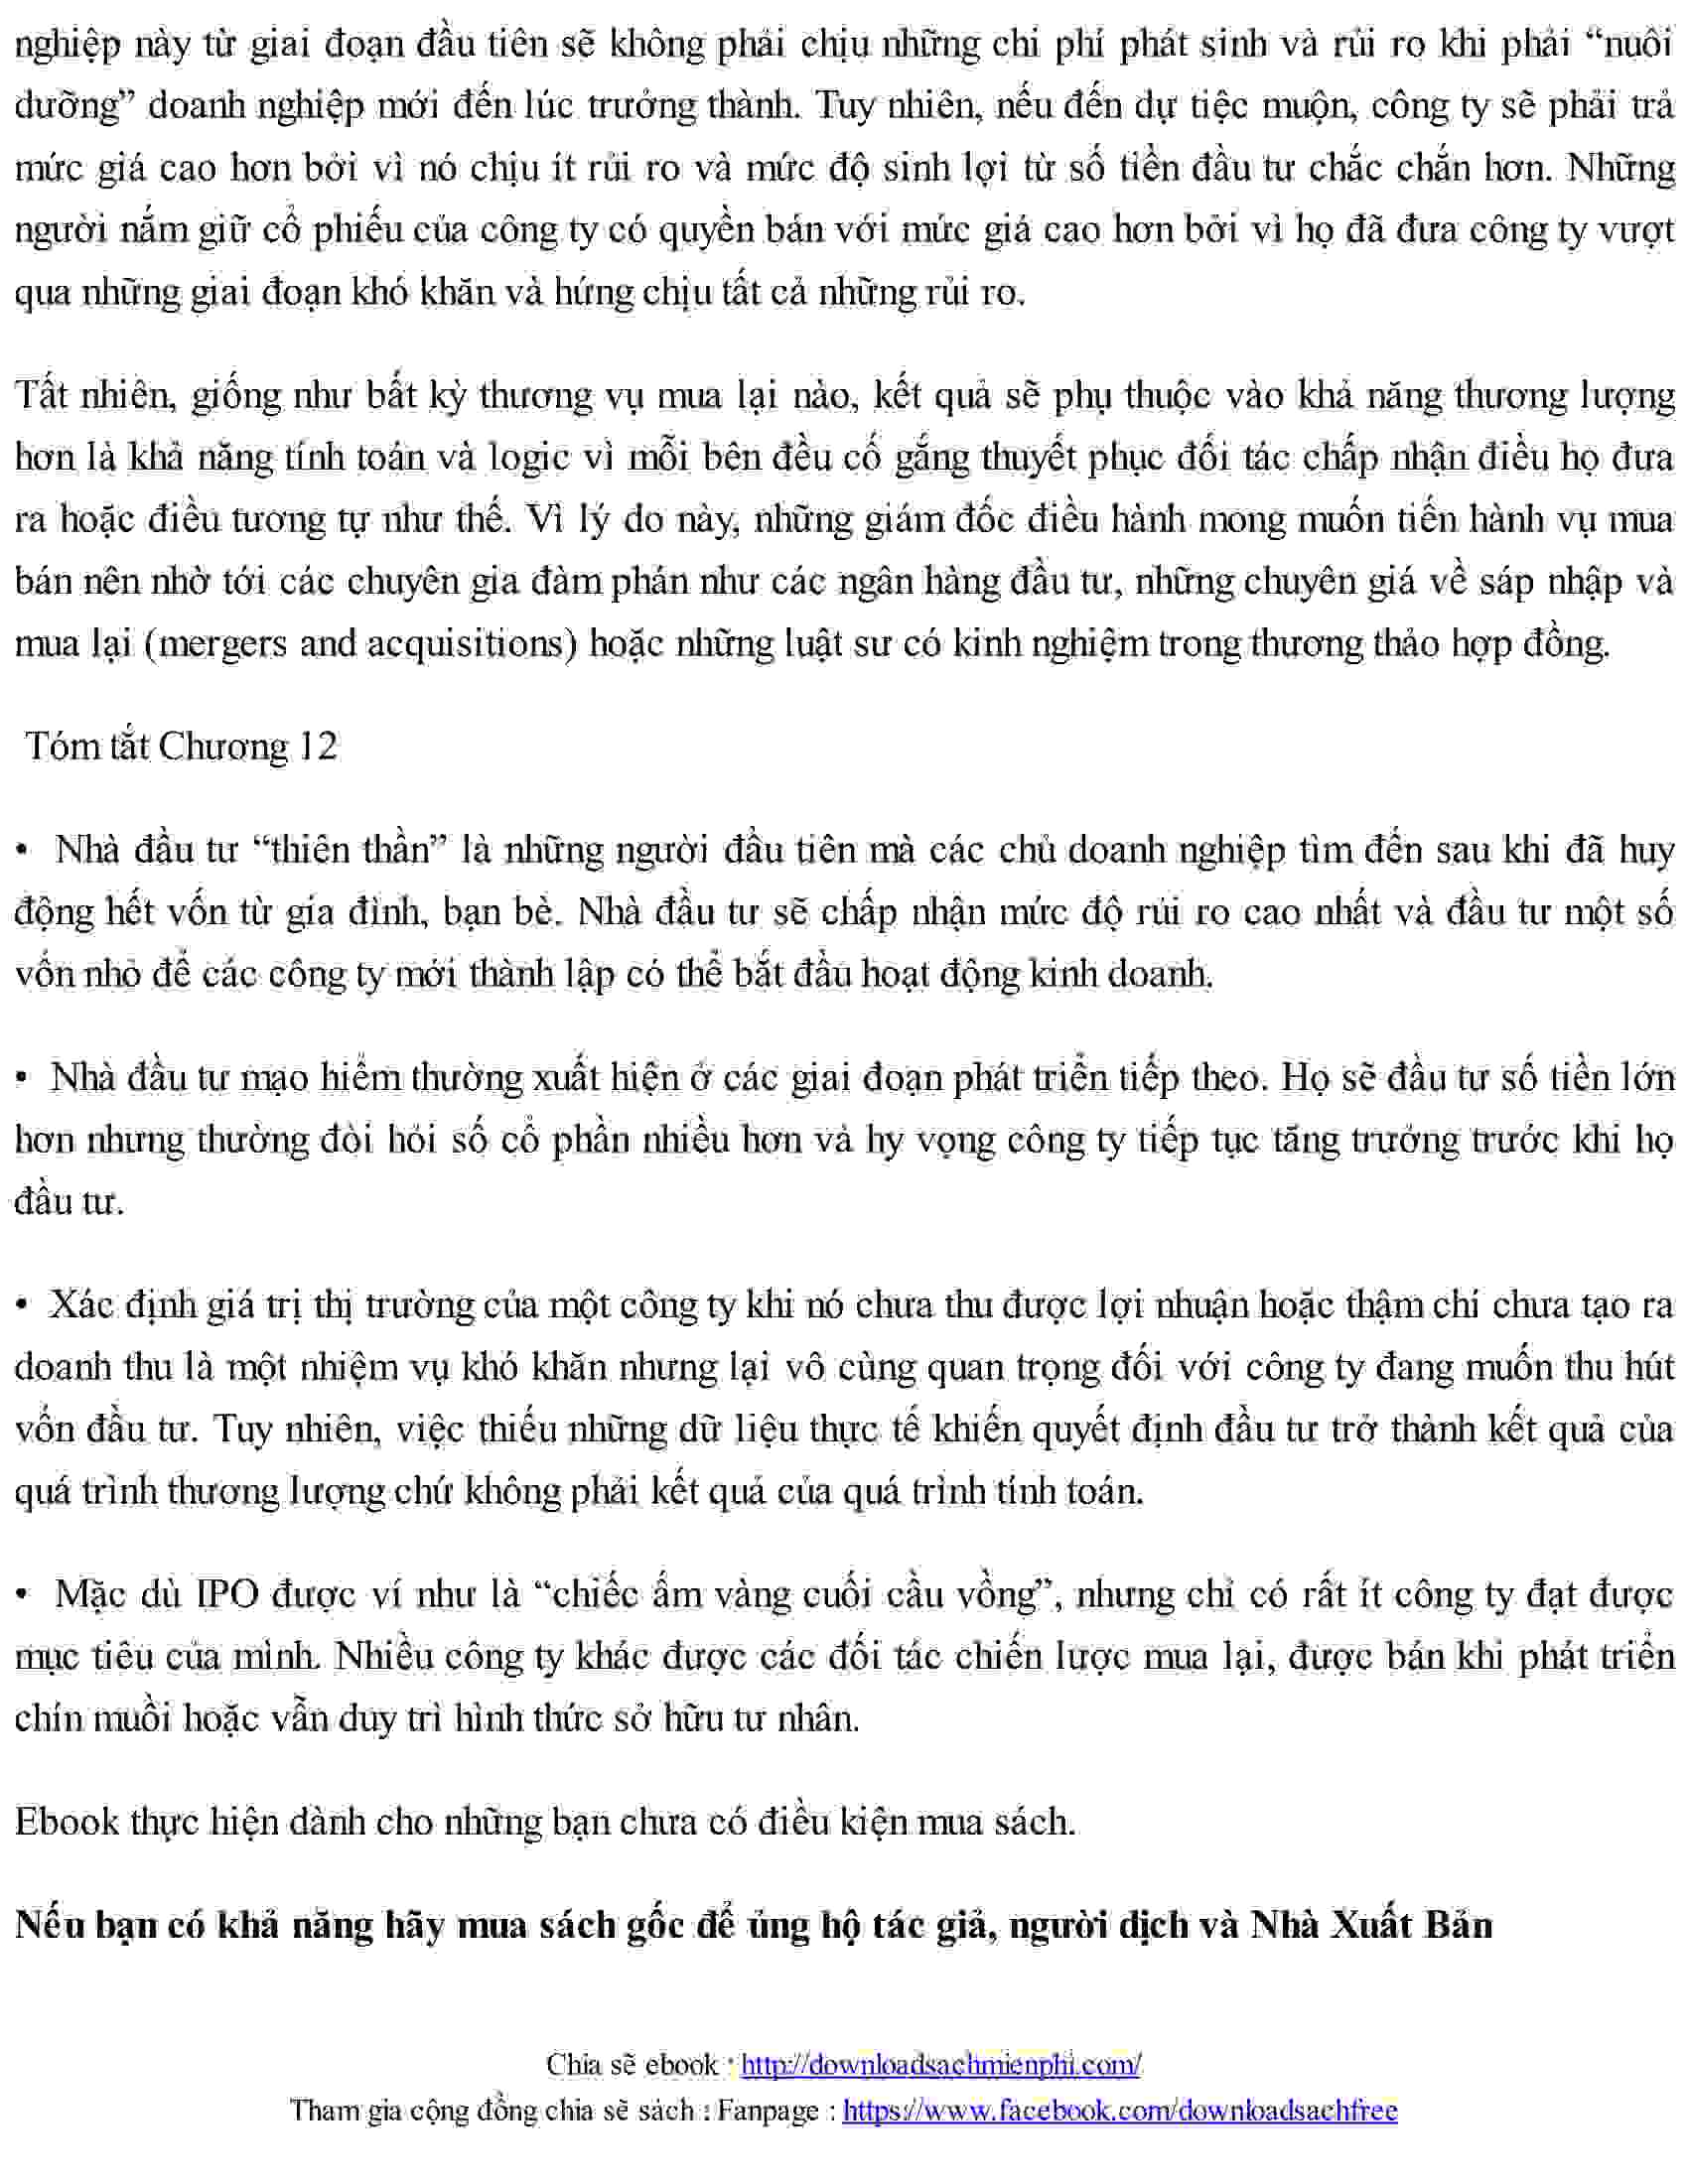 nghiệp này từ giai đoạn đầu tiên sẽ không phải chịu những chi phí phát sinh và rủi ro khi phải “nuôi
dưỡng” doanh nghiệp mới đến lúc trưởng thành. Tuy nhiên, nếu đến dự tiệc muộn, công ty sẽ phải trả
mức giá cao hơn bởi vì nó chịu ít rủi ro và mức độ sinh lợi từ số tiền đầu tư chắc chắn hơn. Những
người nắm giữ cổ phiếu của công ty có quyền bán với mức giá cao hơn bởi vì họ đã đưa công ty vượt
qua những giai đoạn khó khăn và hứng chịu tất cả những rủi ro.
Tất nhiên, giống như bất kỳ thương vụ mua lại nào, kết quả sẽ phụ thuộc vào khả năng thương lượng
hơn là khả năng tính toán và logic vì mỗi bên đều cố gắng thuyết phục đối tác chấp nhận điều họ đưa
ra hoặc điều tương tự như thế. Vì lý do này, những giám đốc điều hành mong muốn tiến hành vụ mua
bán nên nhờ tới các chuyên gia đàm phán như các ngân hàng đầu tư, những chuyên giá về sáp nhập và
mua lại (mergers and acquisitions) hoặc những luật sư có kinh nghiệm trong thương thảo hợp đồng.
Tóm tắt Chương 12
• Nhà đầu tư “thiên thần” là những người đầu tiên mà các chủ doanh nghiệp tìm đến sau khi đã huy
động hết vốn từ gia đình, bạn bè. Nhà đầu tư sẽ chấp nhận mức độ rủi ro cao nhất và đầu tư một số
vốn nhỏ để các công ty mới thành lập có thể bắt đầu hoạt động kinh doanh.
• Nhà đầu tư mạo hiểm thường xuất hiện ở các giai đoạn phát triển tiếp theo. Họ sẽ đầu tư số tiền lớn
hơn nhưng thường đòi hỏi số cổ phần nhiều hơn và hy vọng công ty tiếp tục tăng trưởng trước khi họ
đầu tư.
• Xác định giá trị thị trường của một công ty khi nó chưa thu được lợi nhuận hoặc thậm chí chưa tạo ra
doanh thu là một nhiệm vụ khó khăn nhưng lại vô cùng quan trọng đối với công ty đang muốn thu hút
vốn đầu tư. Tuy nhiên, việc thiếu những dữ liệu thực tế khiến quyết định đầu tư trở thành kết quả của
quá trình thương lượng chứ không phải kết quả của quá trình tính toán.
• Mặc dù IPO được ví như là “chiếc ấm vàng cuối cầu vồng”, nhưng chỉ có rất ít công ty đạt được
mục tiêu của mình. Nhiều công ty khác được các đối tác chiến lược mua lại, được bán khi phát triển
chín muồi hoặc vẫn duy trì hình thức sở hữu tư nhân.
Ebook thực hiện dành cho những bạn chưa có điều kiện mua sách.
Nếu bạn có khả năng hãy mua sách gốc để ủng hộ tác giả, người dịch và Nhà Xuất Bản
Chia sẽ ebook : http://downloadsachmienphi.com/
Tham gia cộng đồng chia sẽ sách : Fanpage : https://www.facebook.com/downloadsachfree